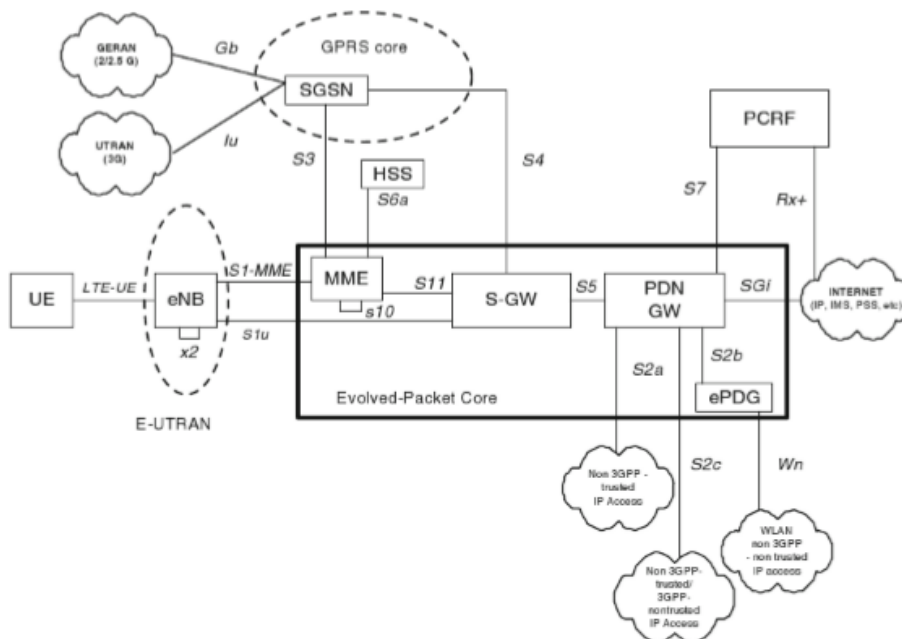 GERAN
(2/2.5 G)
Gb
GPRS core
SGSN
UTRAN
(3G)
Iu
PCRF
S3
HSS
S4
S6a
S7
Rx+
UE
LTE-UE
eNB
x2
S1-MME
MME
S11
s10
S1u
S-GW
S5
PDN
GW
SGi
INTERNET
(IP, IMS, PSS, etc)
S2a
S2b
ePDG
Evolved-Packet Core
E-UTRAN
Non 3GPP -
trusted
IP Access
S2c
Wn
WLAN
non 3GPP
- non trusted
IP access
Non 3GPP-
trusted/
3GPP-
nontrusted
IP Access